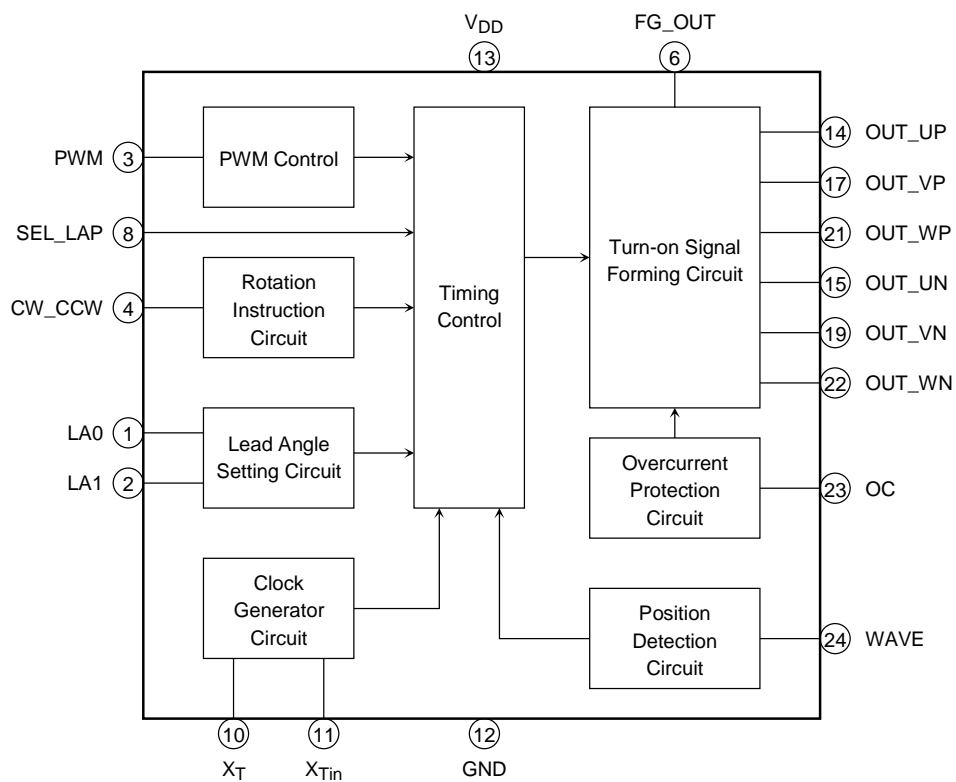 VDD
FG_OUT
13
6
PWM
3
PWM Control
SEL_LAP
8
CW_CCW
4
Rotation
Instruction
Circuit
LA0
1
LA1
2
Lead Angle
Setting Circuit
Clock
Generator
Circuit
Timing
Control
Turn-on Signal
Forming Circuit
14
OUT_UP
17
OUT_VP
21
OUT_WP
15
OUT_UN
19
OUT_VN
22
OUT_WN
Overcurrent
Protection
Circuit
23
OC
Position
Detection
Circuit
24
WAVE
10
11
12
XT
XTin
GND